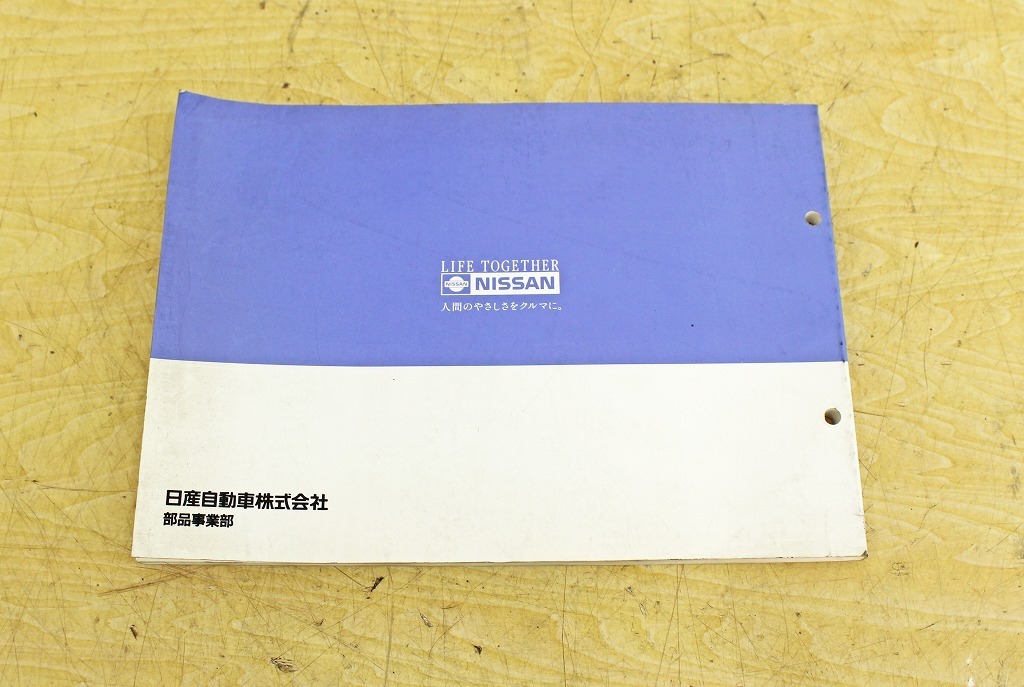 LIFE TOGETHER
NISSAN NISSAN
人間のやさしさをクルマに。
日産自動車株式会社
部品事業部